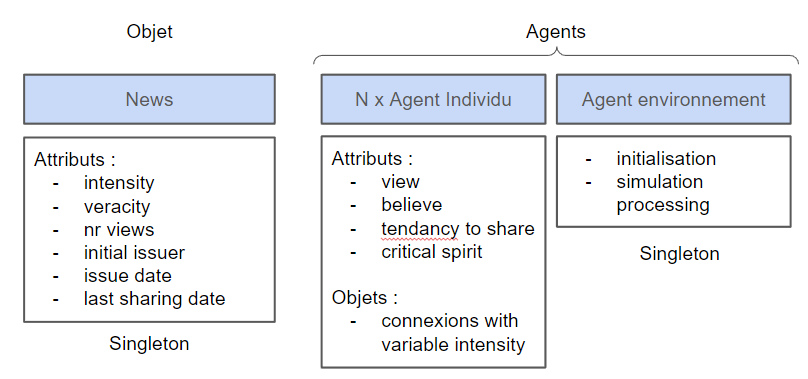 Objet
Agents
News
N x Agent Individu
Agent environnement
Attributs :
- intensity
- veracity
- nr views
- initial issuer
- issue date
- last sharing date
Singleton
Attributs :
- view
- believe
- tendancy to share
- critical spirit
Objets :
- connexions with
variable intensity
- initialisation
- simulation
processing
Singleton